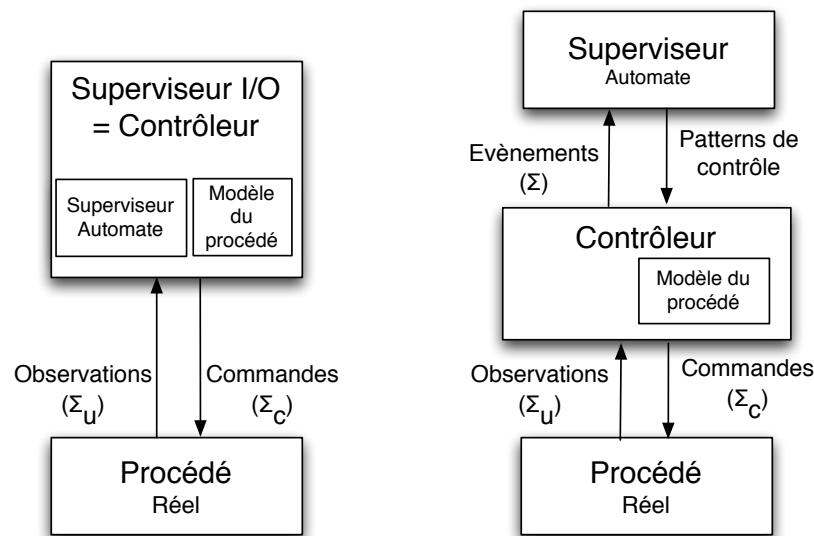 Superviseur I/O
= Contrôleur
Superviseur
Automate
Modèle
du
procédé
Observations
(Σu)
Commandes
(Σc)
Procédé
Réel
Superviseur
Automate
Evènements
(Σ)
Patterns de
contrôle
Contrôleur
Modèle du
procédé
Observations
(Σu)
Commandes
(Σc)
Procédé
Réel